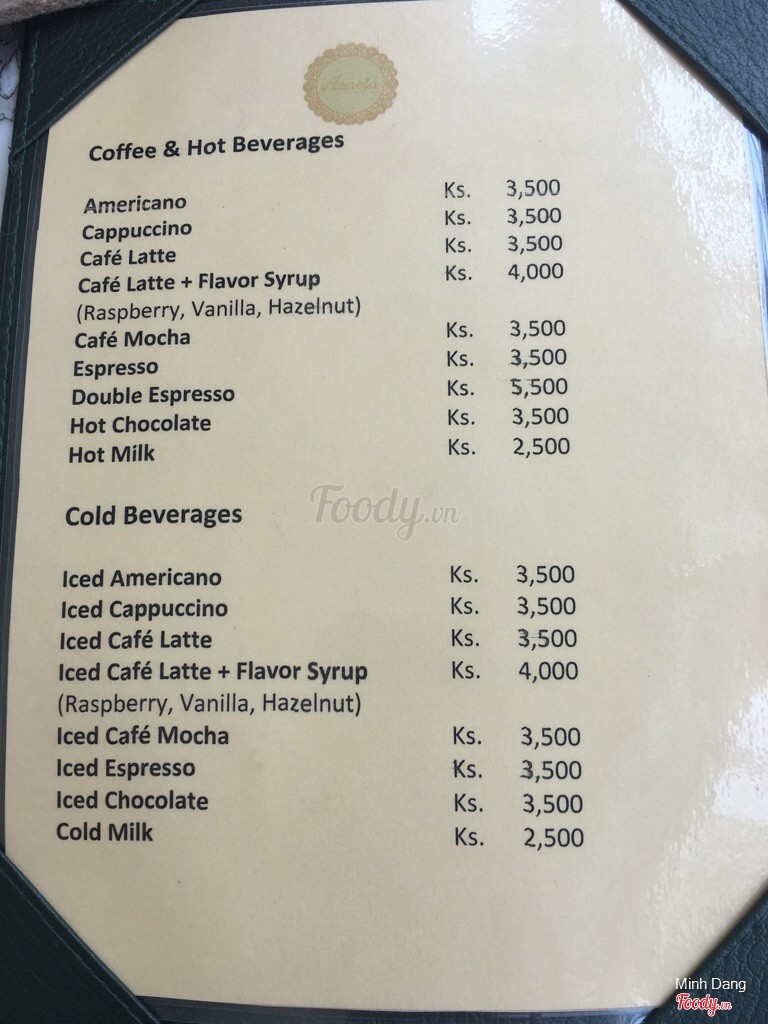 Coffee & Hot Beverages
Americano Ks. 3,500
Cappuccino Ks. 3,500
Café Latte Ks. 3,500
Café Latte + Flavor Syrup Ks. 4,000
(Raspberry, Vanilla, Hazelnut)
Café Mocha Ks. 3,500
Espresso Ks. 3,500
Double Espresso Ks. 5,500
Hot Chocolate Ks. 3,500
Hot Milk Ks. 2,500
Foody.vn
Cold Beverages
Iced Americano Ks. 3,500
Iced Cappuccino Ks. 3,500
Iced Café Latte Ks. 3,500
Iced Café Latte + Flavor Syrup Ks. 4,000
(Raspberry, Vanilla, Hazelnut)
Iced Café Mocha Ks. 3,500
Iced Espresso Ks. 3,500
Iced Chocolate Ks. 3,500
Cold Milk Ks. 2,500
Minh Dang
Foody.vn